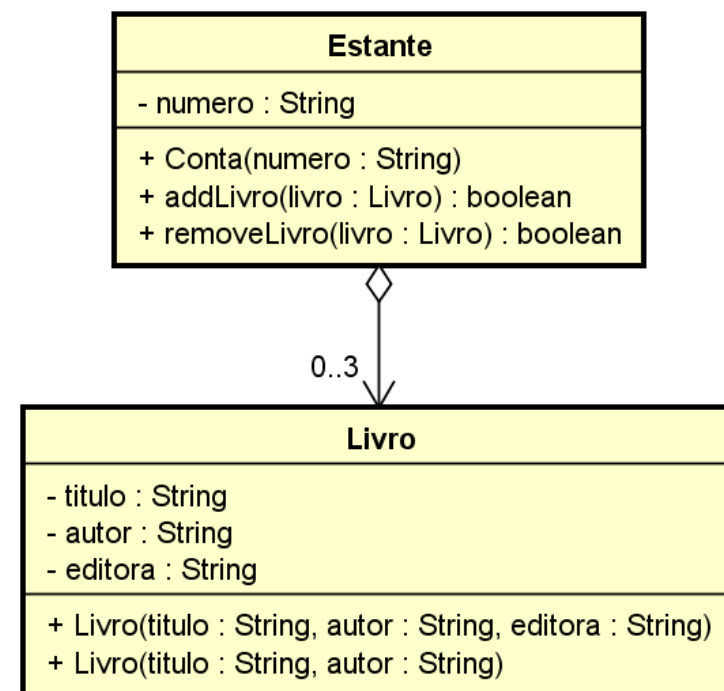 Estante
- numero : String
+ Conta(numero : String)
+ addLivro(livro : Livro) : boolean
+ removeLivro(livro : Livro) : boolean
0..3
Livro
- titulo : String
- autor : String
- editora : String
+ Livro(titulo : String, autor : String, editora : String)
+ Livro(titulo : String, autor : String)